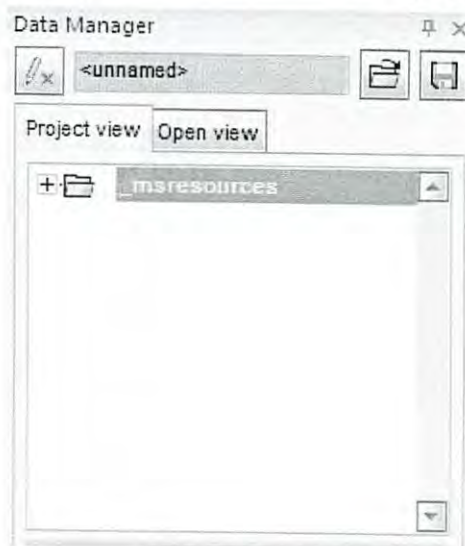 Data Manager
<unnamed>
Project view Open view
_msresources